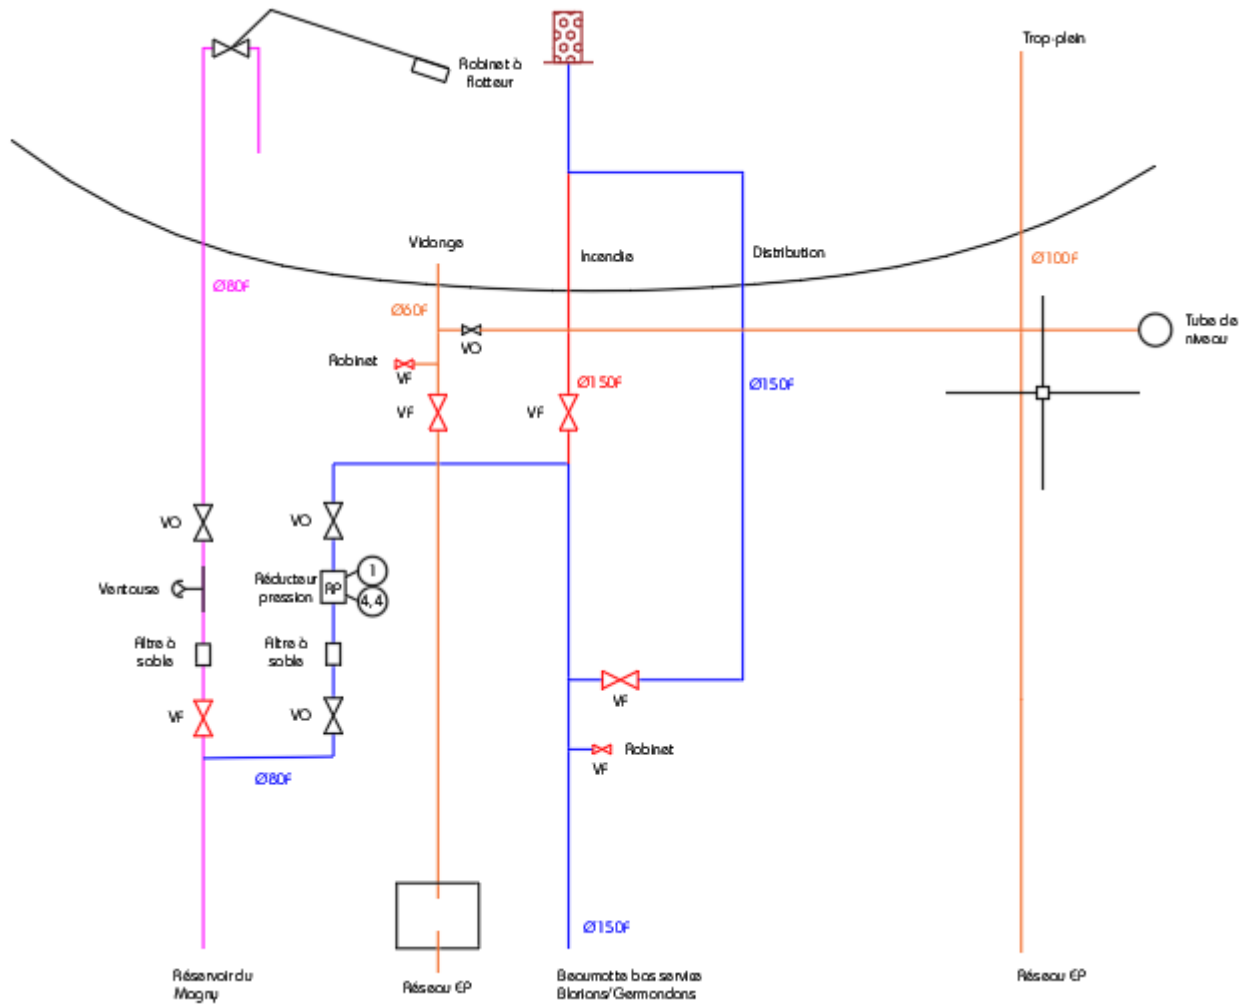 Trop-plein
Robinet à
flotteur
Vidange
Incendie
Distribution
Ø80F
Ø60F
Ø100F
Tube de
niveau
VO
Robinet
VF
Ø150F
Ø150F
VF
VF
VO
VO
Ventouse
Réducteur
pression
RP
1
4,4
Filtre à
sable
Filtre à
sable
VF
VO
VF
Robinet
VF
Ø80F
Ø150F
Réservoir du
Magny
Réseau EP
Beaumotte bas service
Blarians/Germondans
Réseau EP